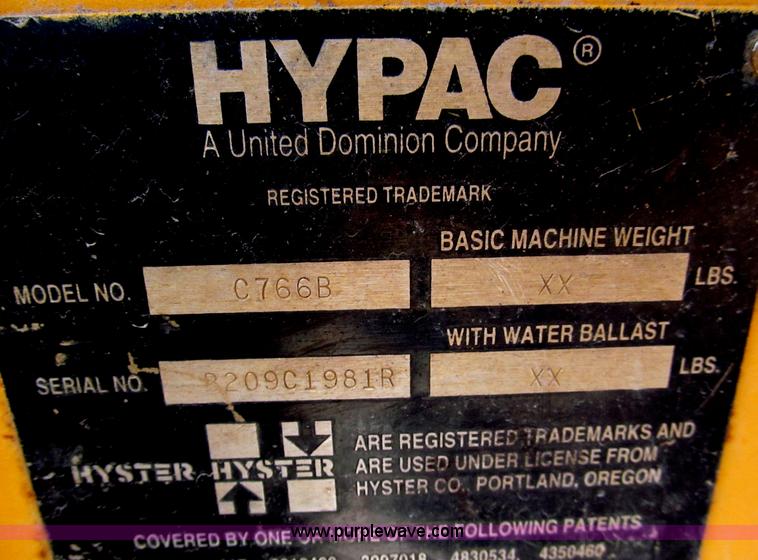 HYPAC®
A United Dominion Company
REGISTERED TRADEMARK
BASIC MACHINE WEIGHT
MODEL NO. C766B XX LBS.
WITH WATER BALLAST
SERIAL NO. B209C1981R XX LBS.
HYSTER HYSTER
ARE REGISTERED TRADEMARKS AND
ARE USED UNDER LICENSE FROM
HYSTER CO., PORTLAND, OREGON
www.purplewave.com
COVERED BY ONE OR FOLLOWING PATENTS
4830534, 4350460